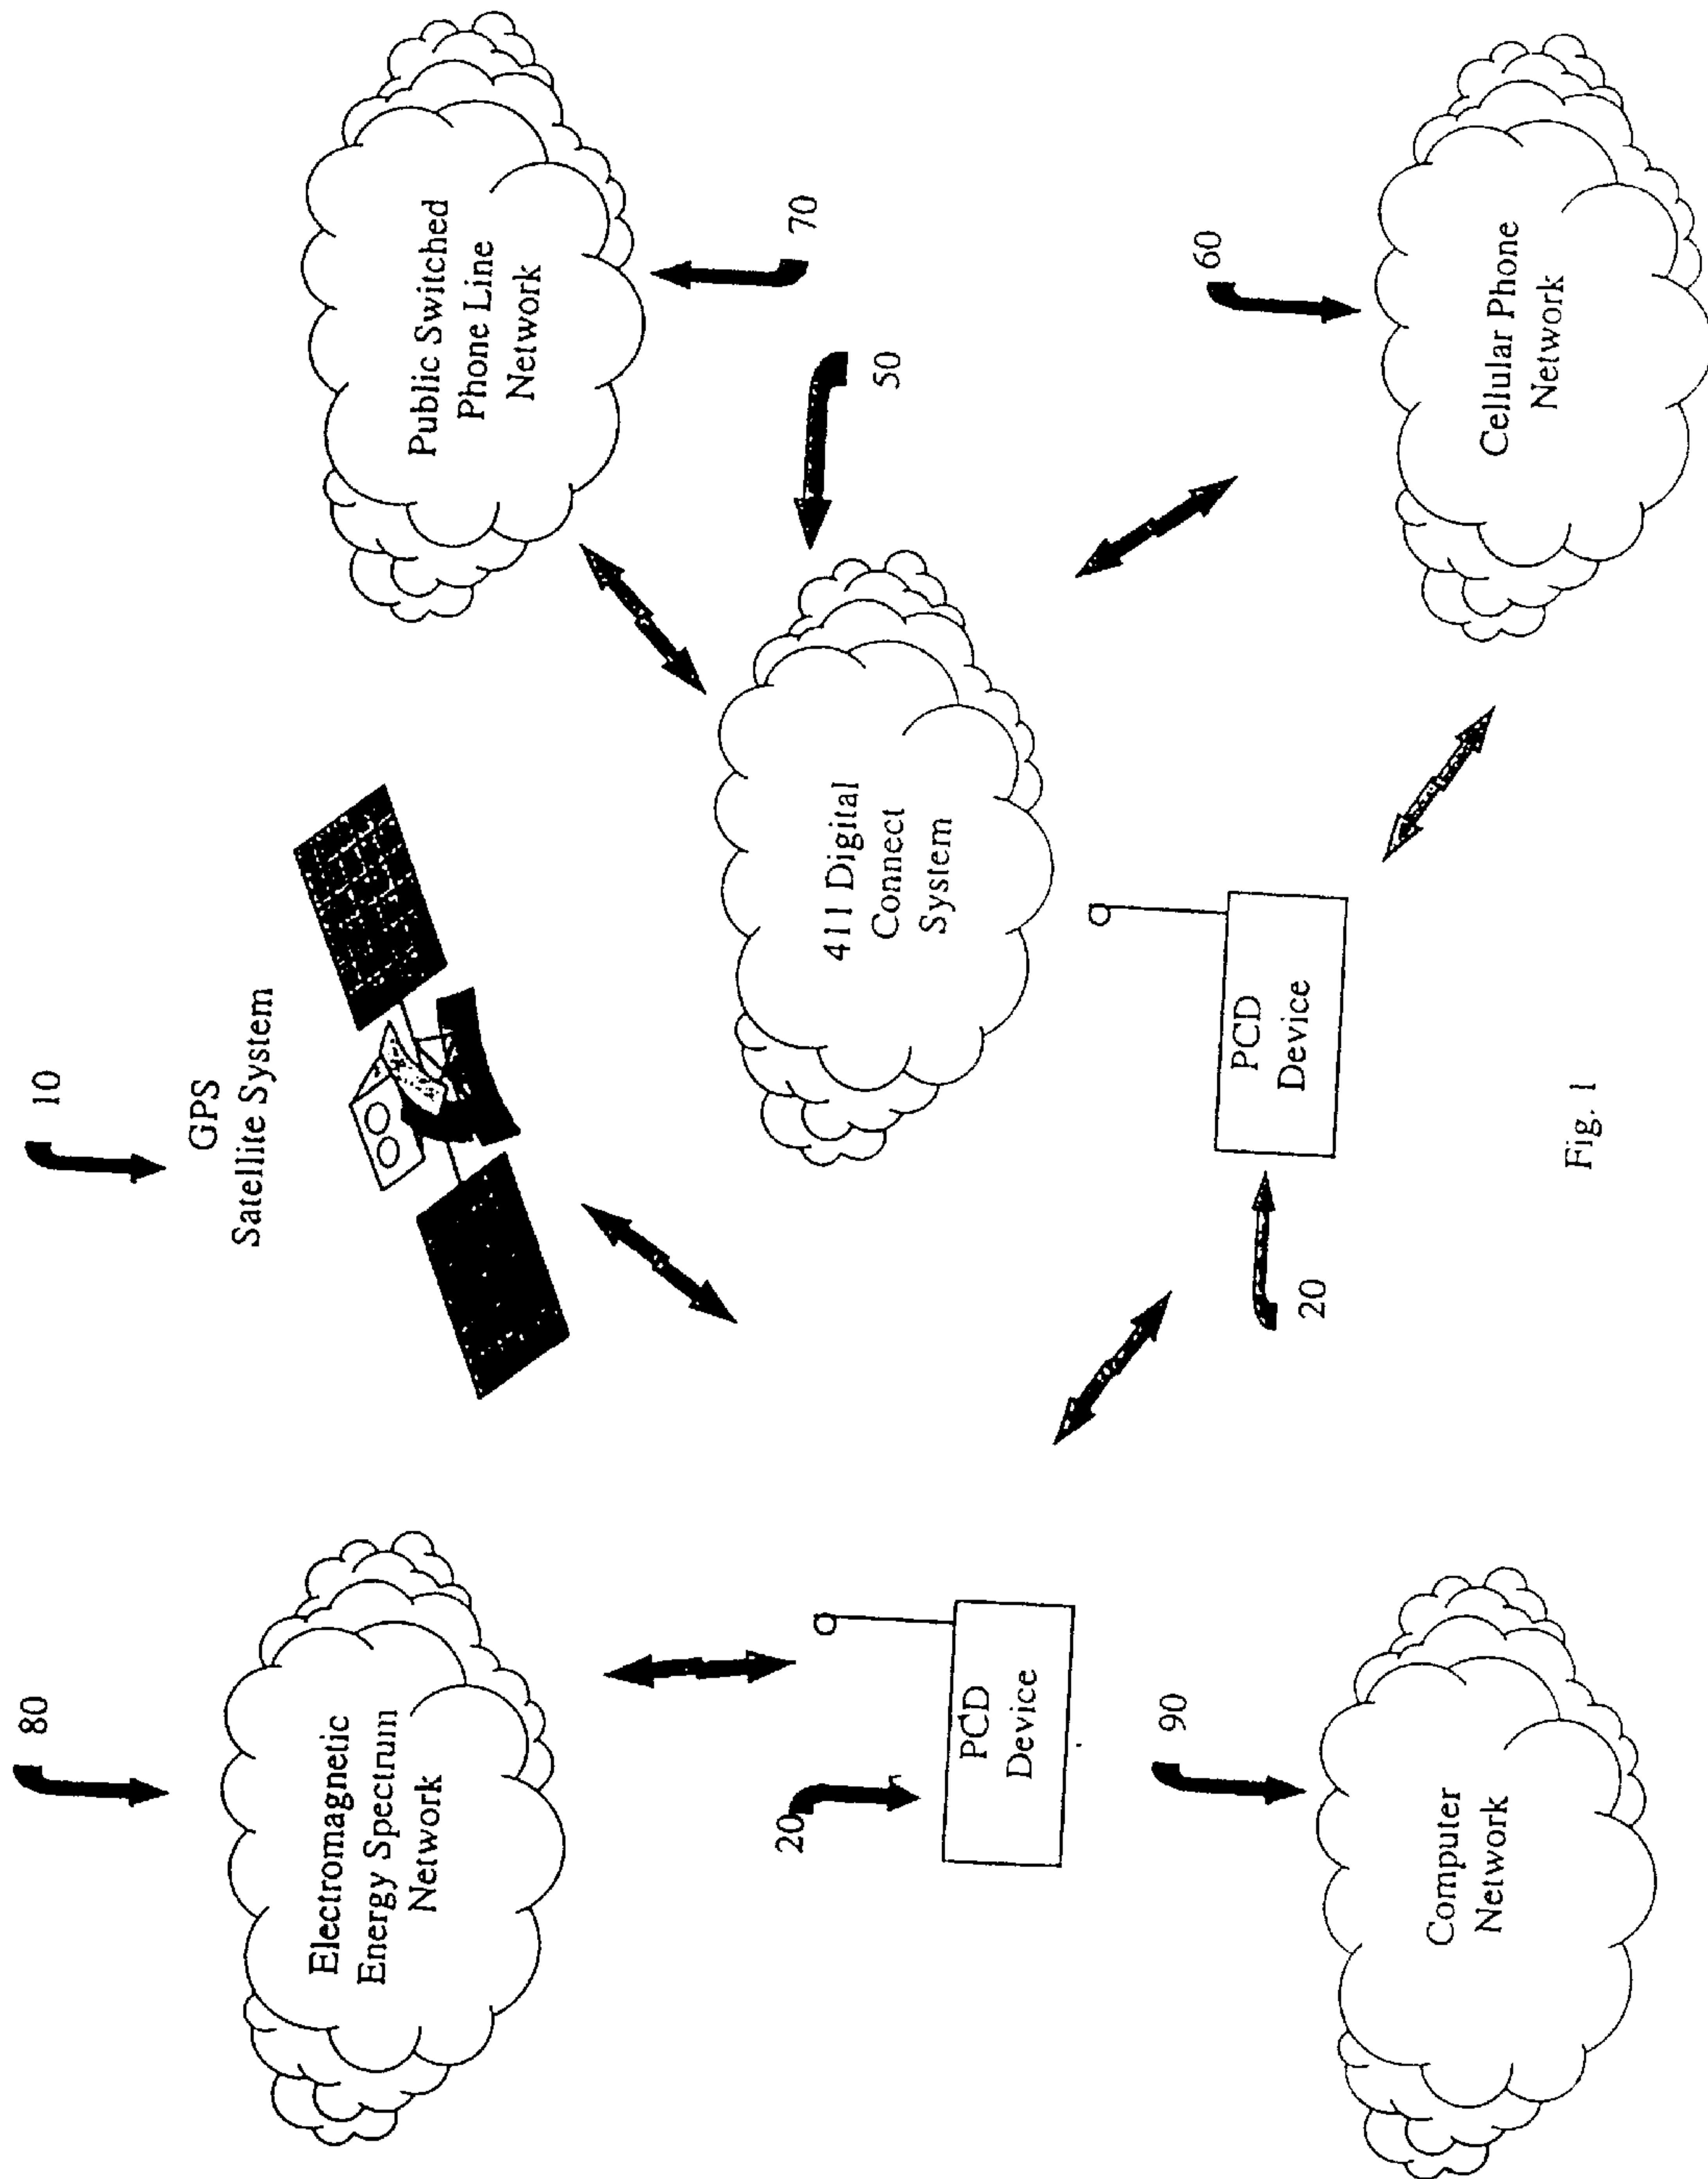 80
Electromagnetic
Energy Spectrum
Network
10
GPS
Satellite System
Public Switched
Phone Line
Network
70
50
20
PCD
Device
411 Digital
Connect
System
60
90
Computer
Network
20
PCD
Device
Cellular Phone
Network
Fig. 1